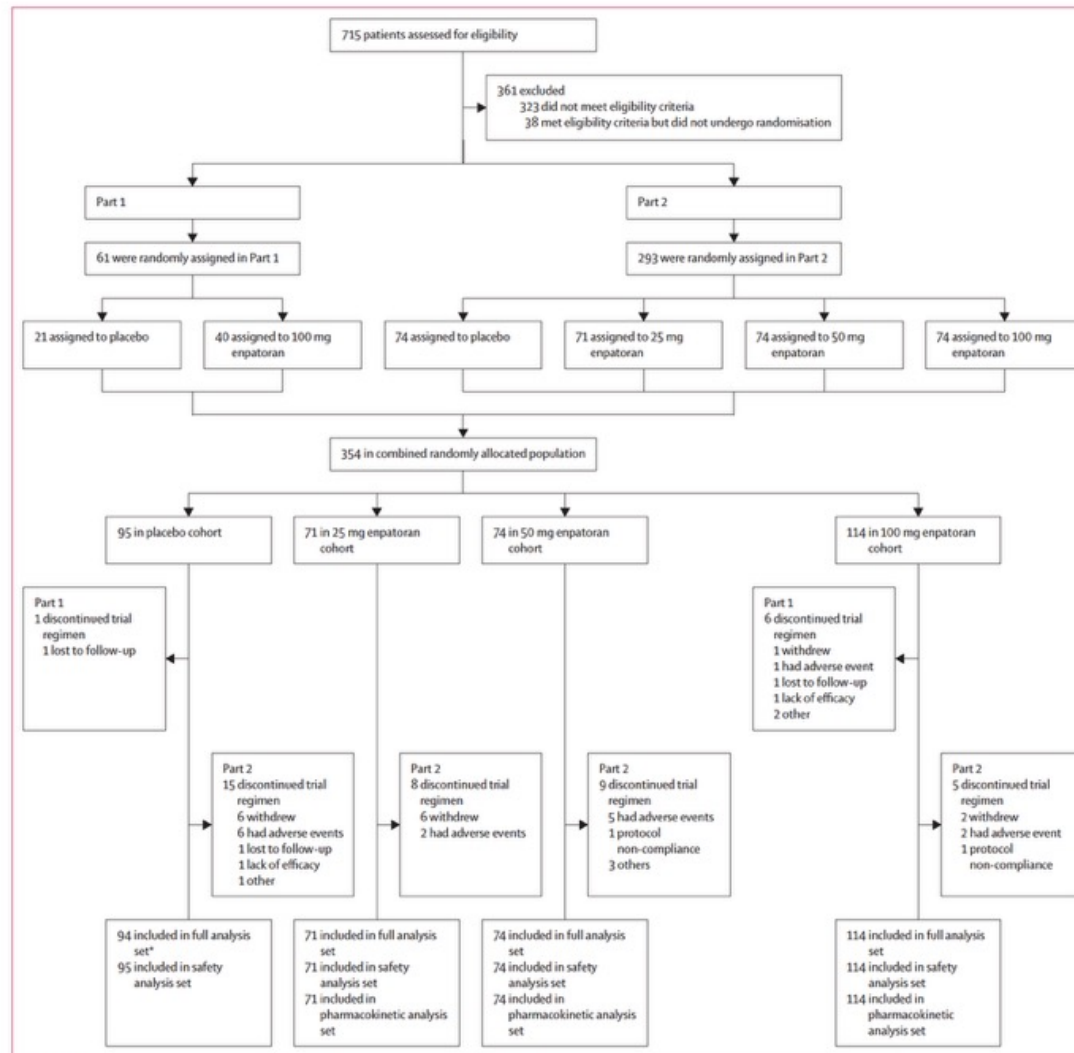 715 patients assessed for eligibility
361 excluded
323 did not meet eligibility criteria
38 met eligibility criteria but did not undergo randomisation
Part 1
Part 2
61 were randomly assigned in Part 1
293 were randomly assigned in Part 2
21 assigned to placebo
40 assigned to 100 mg
enpatoran
74 assigned to placebo
71 assigned to 25 mg
enpatoran
74 assigned to 50 mg
enpatoran
74 assigned to 100 mg
enpatoran
354 in combined randomly allocated population
95 in placebo cohort
71 in 25 mg enpatoran
cohort
74 in 50 mg enpatoran
cohort
114 in 100 mg enpatoran
cohort
Part 1
1 discontinued trial
regimen
1 lost to follow-up
Part 1
6 discontinued trial
regimen
1 withdrew
1 had adverse event
1 lost to follow-up
1 lack of efficacy
2 other
Part 2
15 discontinued trial
regimen
6 withdrew
6 had adverse events
1 lost to follow-up
1 lack of efficacy
1 other
Part 2
8 discontinued trial
regimen
6 withdrew
2 had adverse events
Part 2
9 discontinued trial
regimen
5 had adverse events
1 protocol
non-compliance
3 others
Part 2
5 discontinued trial
regimen
2 withdrew
2 had adverse event
1 protocol
non-compliance
94 included in full analysis
set*
95 included in safety
analysis set
71 included in full analysis
set
71 included in safety
analysis set
71 included in
pharmacokinetic analysis
set
74 included in full analysis
set
74 included in safety
analysis set
74 included in
pharmacokinetic analysis
set
114 included in full analysis
set
114 included in safety
analysis set
114 included in
pharmacokinetic
analysis set